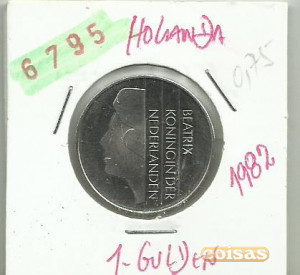 6795
HOLANDA
0,75
BEATRIX
KONINGIN DER
NEDERLANDEN
1982
1-GULDEN
coisas